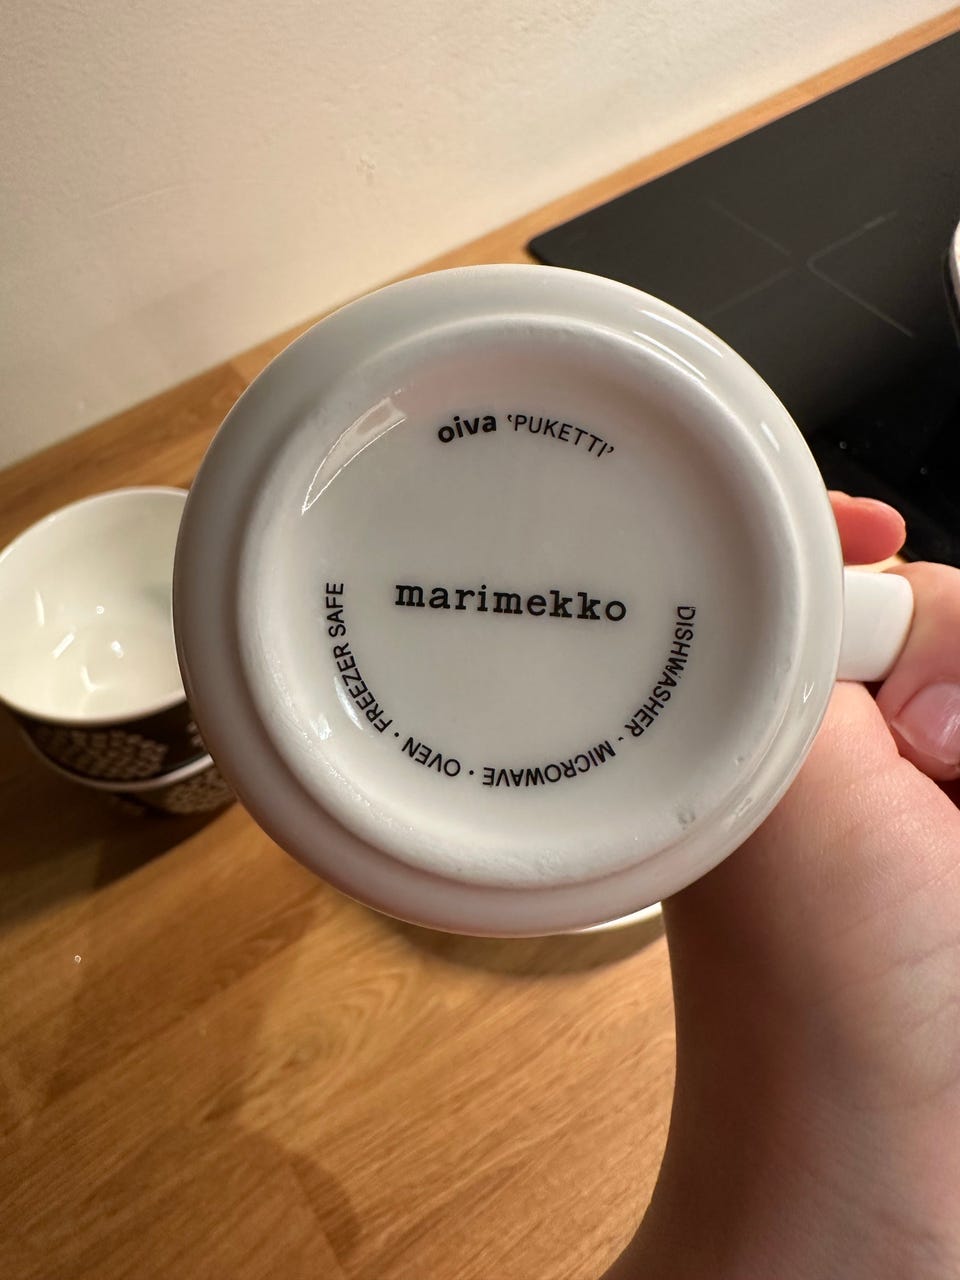 oiva ‘PUKETTI’
marimekko
DISHWASHER - MICROWAVE • OVEN • FREEZER SAFE